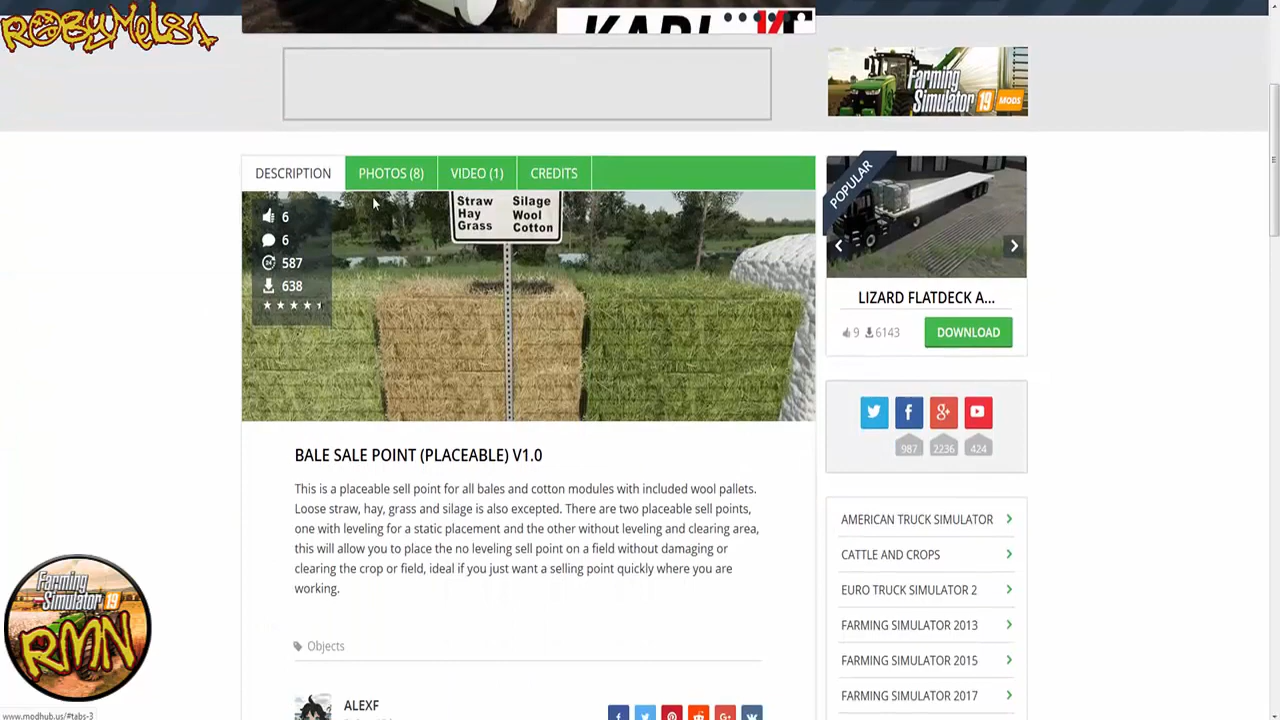 RobyMel81
KARL
Farming
Simulator 19 MODS
DESCRIPTION
PHOTOS (8)
VIDEO (1)
CREDITS
6
6
587
638
Straw Silage
Hay Wool
Grass Cotton
POPULAR
LIZARD FLATDECK A...
9 6143
DOWNLOAD
987 2236 424
BALE SALE POINT (PLACEABLE) V1.0
This is a placeable sell point for all bales and cotton modules with included wool pallets.
Loose straw, hay, grass and silage is also excepted. There are two placeable sell points,
one with leveling for a static placement and the other without leveling and clearing area,
this will allow you to place the no leveling sell point on a field without damaging or
clearing the crop or field, ideal if you just want a selling point quickly where you are
working.
Objects
ALEXF
AMERICAN TRUCK SIMULATOR
CATTLE AND CROPS
EURO TRUCK SIMULATOR 2
FARMING SIMULATOR 2013
FARMING SIMULATOR 2015
FARMING SIMULATOR 2017
Farming
Simulator 19
RMN
www.modhub.us/#tabs-3